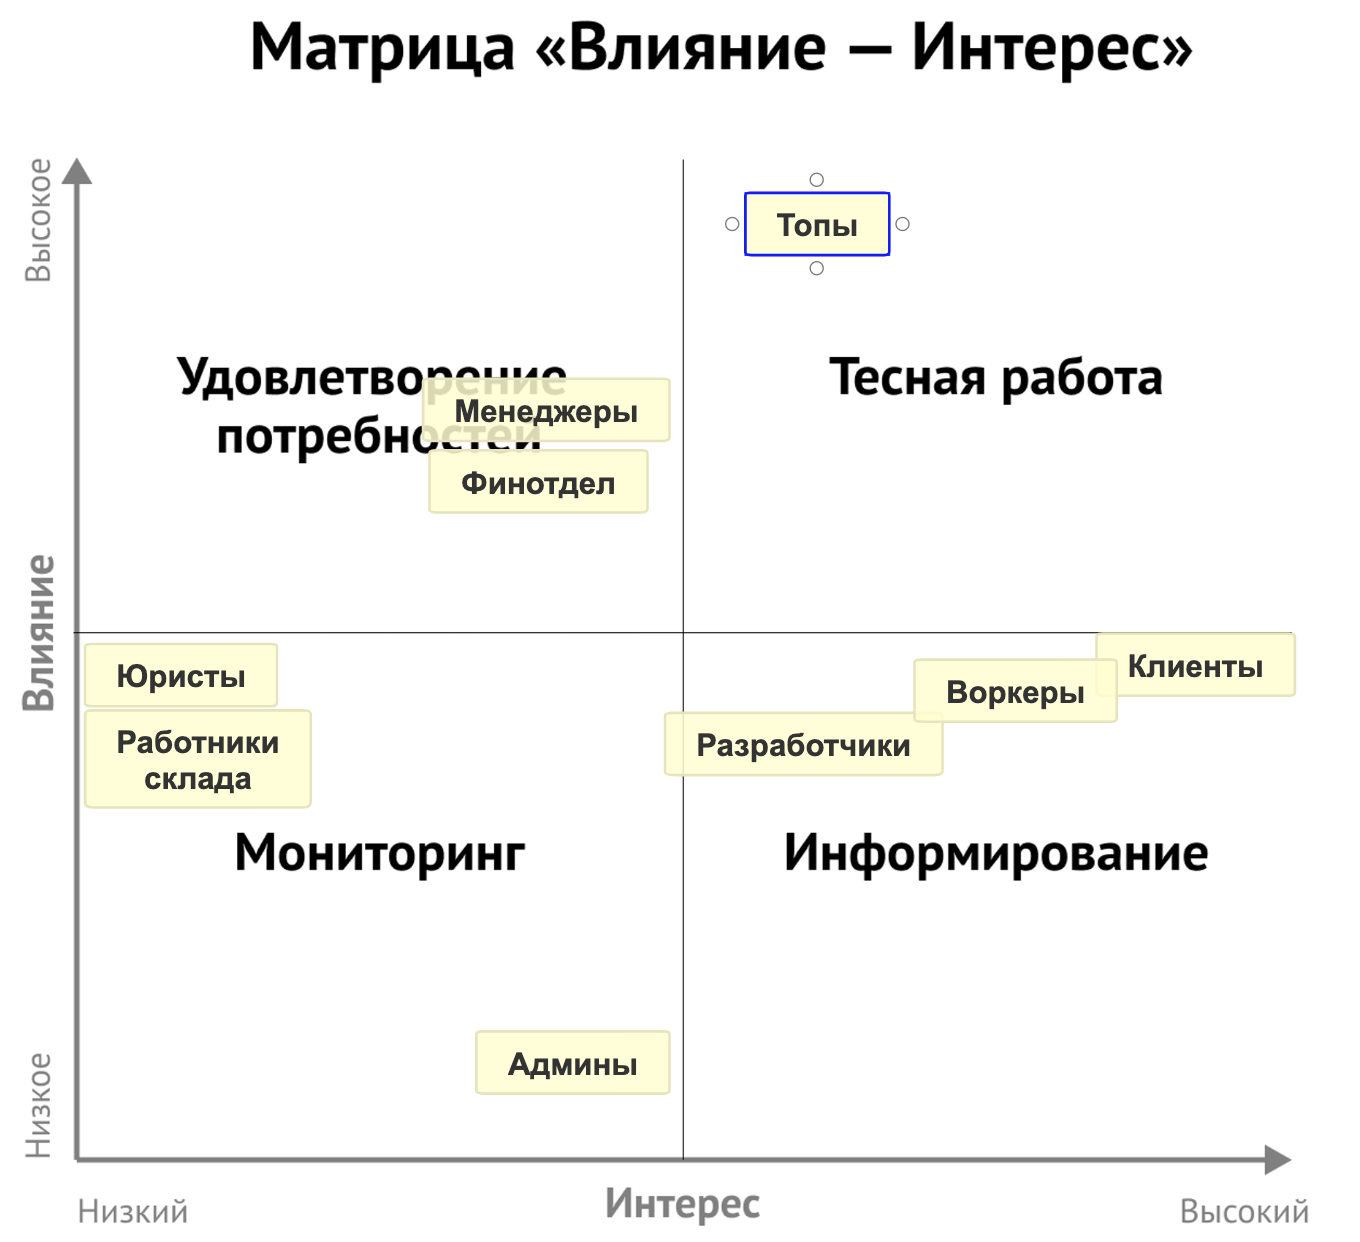 Матрица «Влияние — Интерес»
Высокое
Топы
Удовлетворение
потребностей
Тесная работа
Менеджеры
Финотдел
Влияние
Юристы
Клиенты
Воркеры
Работники
склада
Разработчики
Мониторинг
Информирование
Админы
Низкое
Низкий
Интерес
Высокий